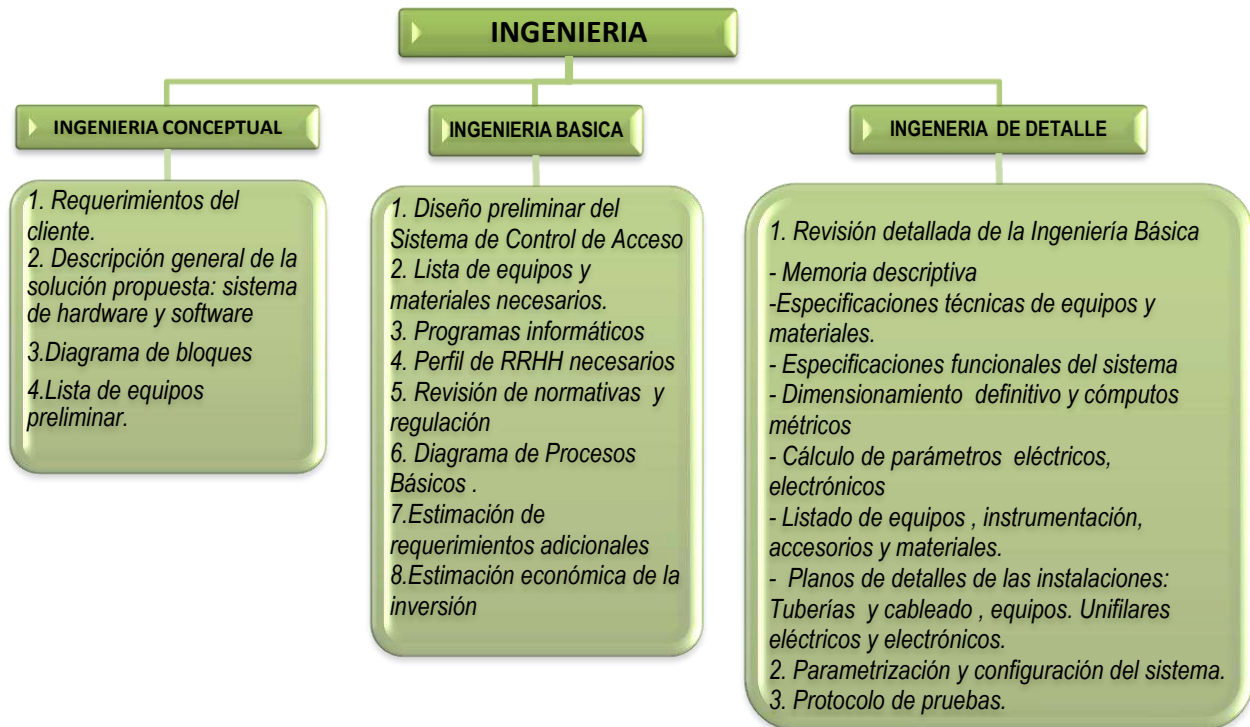 INGENIERIA
INGENIERIA CONCEPTUAL
1. Requerimientos del
cliente.
2. Descripción general de la
solución propuesta: sistema
de hardware y software
3.Diagrama de bloques
4.Lista de equipos
preliminar.
INGENIERIA BASICA
1. Diseño preliminar del
Sistema de Control de Acceso
2. Lista de equipos y
materiales necesarios.
3. Programas informáticos
4. Perfil de RRHH necesarios
5. Revisión de normativas y
regulación
6. Diagrama de Procesos
Básicos .
7.Estimación de
requerimientos adicionales
8.Estimación económica de la
inversión
INGENERIA DE DETALLE
1. Revisión detallada de la Ingeniería Básica
- Memoria descriptiva
-Especificaciones técnicas de equipos y
materiales.
- Especificaciones funcionales del sistema
- Dimensionamiento definitivo y cómputos
métricos
- Cálculo de parámetros eléctricos,
electrónicos
- Listado de equipos , instrumentación,
accesorios y materiales.
- Planos de detalles de las instalaciones:
Tuberías y cableado , equipos. Unifilares
eléctricos y electrónicos.
2. Parametrización y configuración del sistema.
3. Protocolo de pruebas.